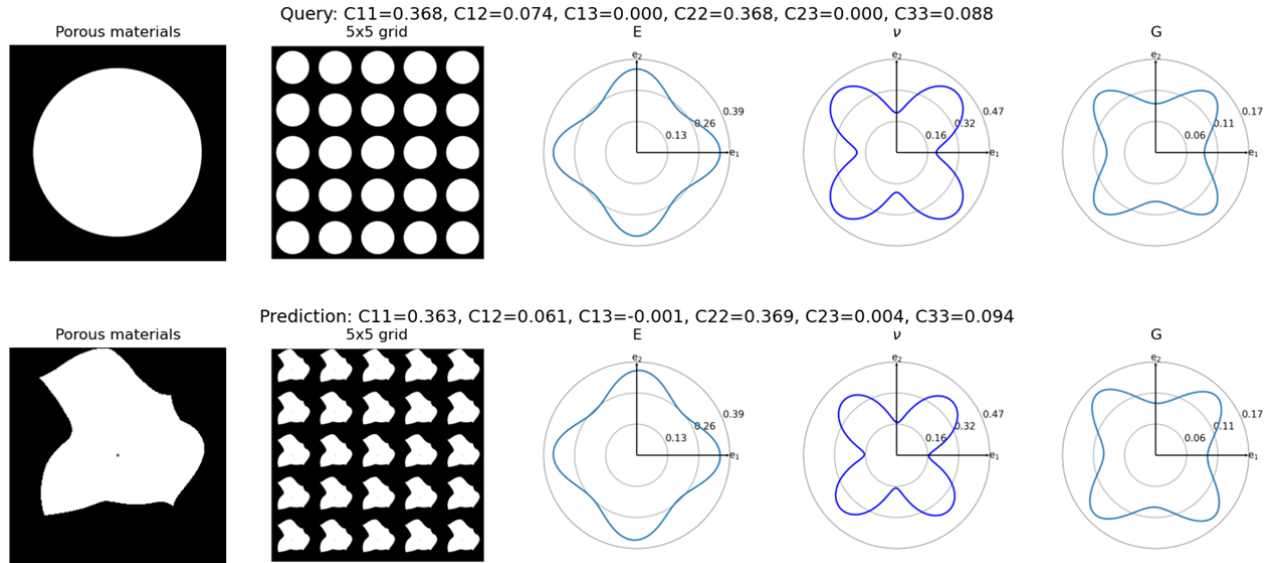 Query: C11=0.368, C12=0.074, C13=0.000, C22=0.368, C23=0.000, C33=0.088
Porous materials
5x5 grid
E
ν
G
e2
0.39
0.26
0.13
e1
e2
0.47
0.32
0.16
e1
e2
0.17
0.11
0.06
e1
Prediction: C11=0.363, C12=0.061, C13=-0.001, C22=0.369, C23=0.004, C33=0.094
Porous materials
5x5 grid
E
ν
G
e2
0.39
0.26
0.13
e1
e2
0.47
0.32
0.16
e1
e2
0.17
0.11
0.06
e1